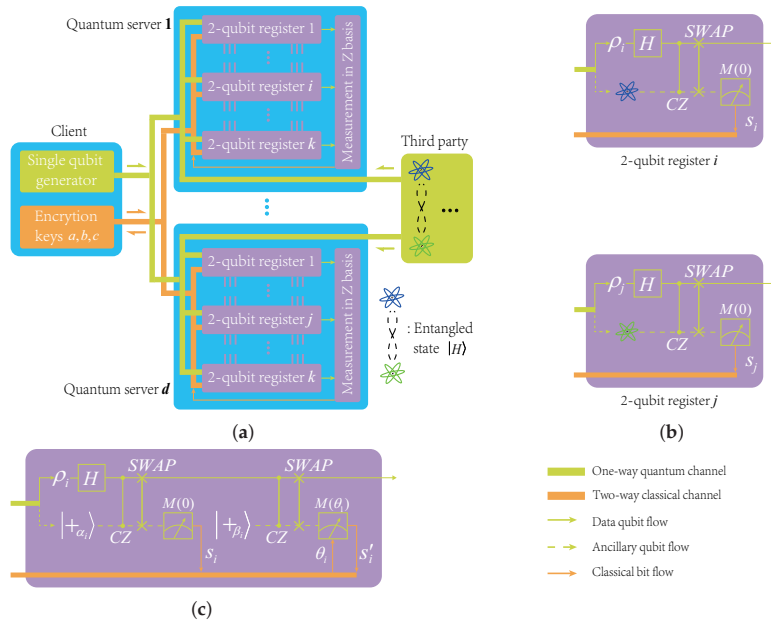 Quantum server 1
2-qubit register 1
2-qubit register i
2-qubit register k
Measurement in Z basis
Client
Single qubit
generator
Encrytion
keys a,b,c
Third party
...
2-qubit register 1
2-qubit register j
2-qubit register k
Measurement in Z basis
: Entangled
state |H⟩
Quantum server d
(a)
ρi H SWAP
M(0)
CZ
si
2-qubit register i
ρj H SWAP
M(0)
CZ
sj
2-qubit register j
(b)
SWAP SWAP
ρi H
M(0) M(θi)
|+αi⟩ CZ |+βi⟩ CZ
si θi s′i
(c)
One-way quantum channel
Two-way classical channel
Data qubit flow
Ancillary qubit flow
Classical bit flow